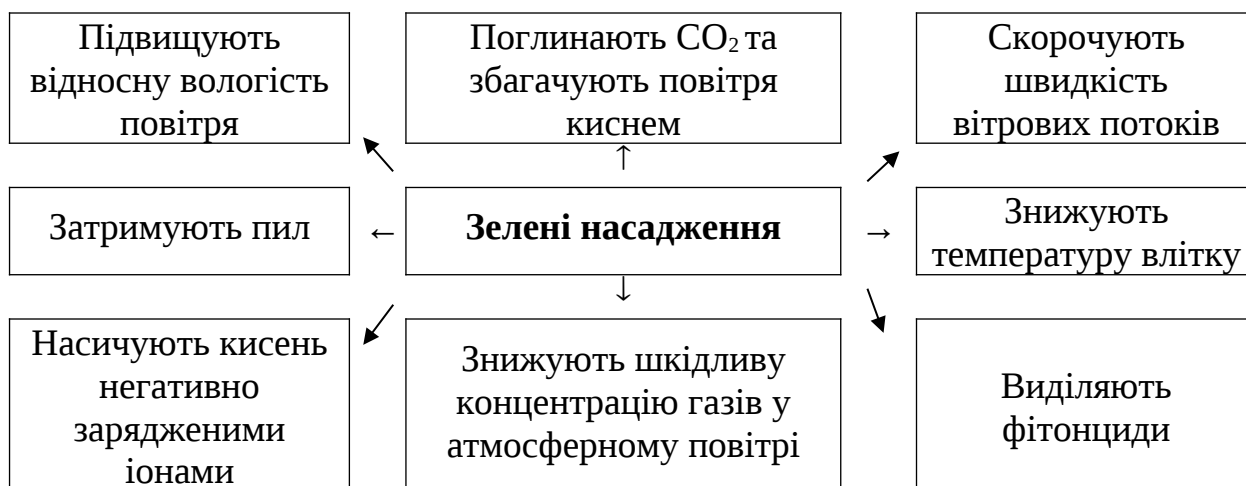 Підвищують
відносну вологість
повітря
Поглинають CO₂ та
збагачують повітря
киснем
Скорочують
швидкість
вітрових потоків
Затримують пил
Зелені насадження
Знижують
температуру влітку
Насичують кисень
негативно
зарядженими
іонами
Знижують шкідливу
концентрацію газів у
атмосферному повітрі
Виділяють
фітонциди